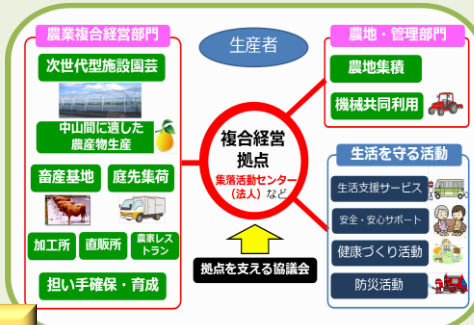 農業複合経営部門
次世代型施設園芸
中山間に適した
農産物生産
畜産基地
庭先集荷
加工所
直販所
農家レス
トラン
担い手確保・育成
生産者
複合経営
拠点
集落活動センター
（法人）など
拠点を支える協議会
農地・管理部門
農地集積
機械共同利用
生活を守る活動
生活支援サービス
安全・安心サポート
健康づくり活動
防災活動